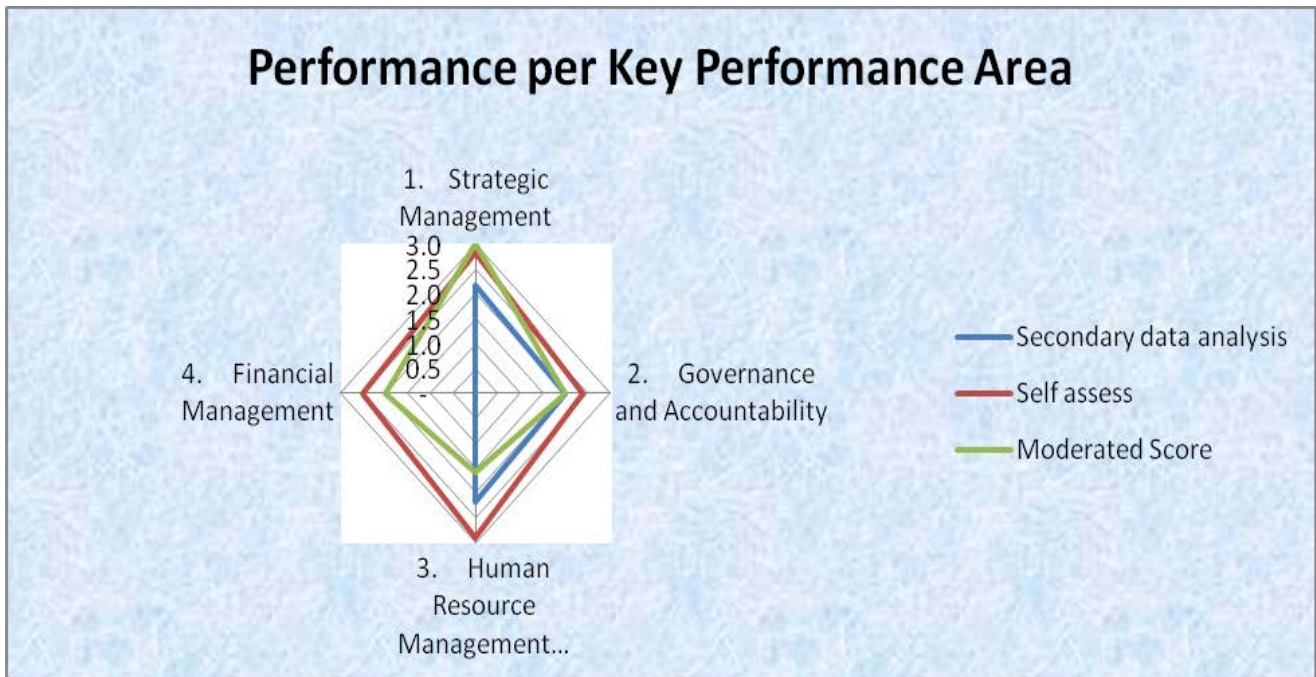 Performance per Key Performance Area
1. Strategic
Management
3.0
2.5
2.0
1.5
1.0
0.5
-
4. Financial
Management
2. Governance
and Accountability
3. Human
Resource
Management...
Secondary data analysis
Self assess
Moderated Score